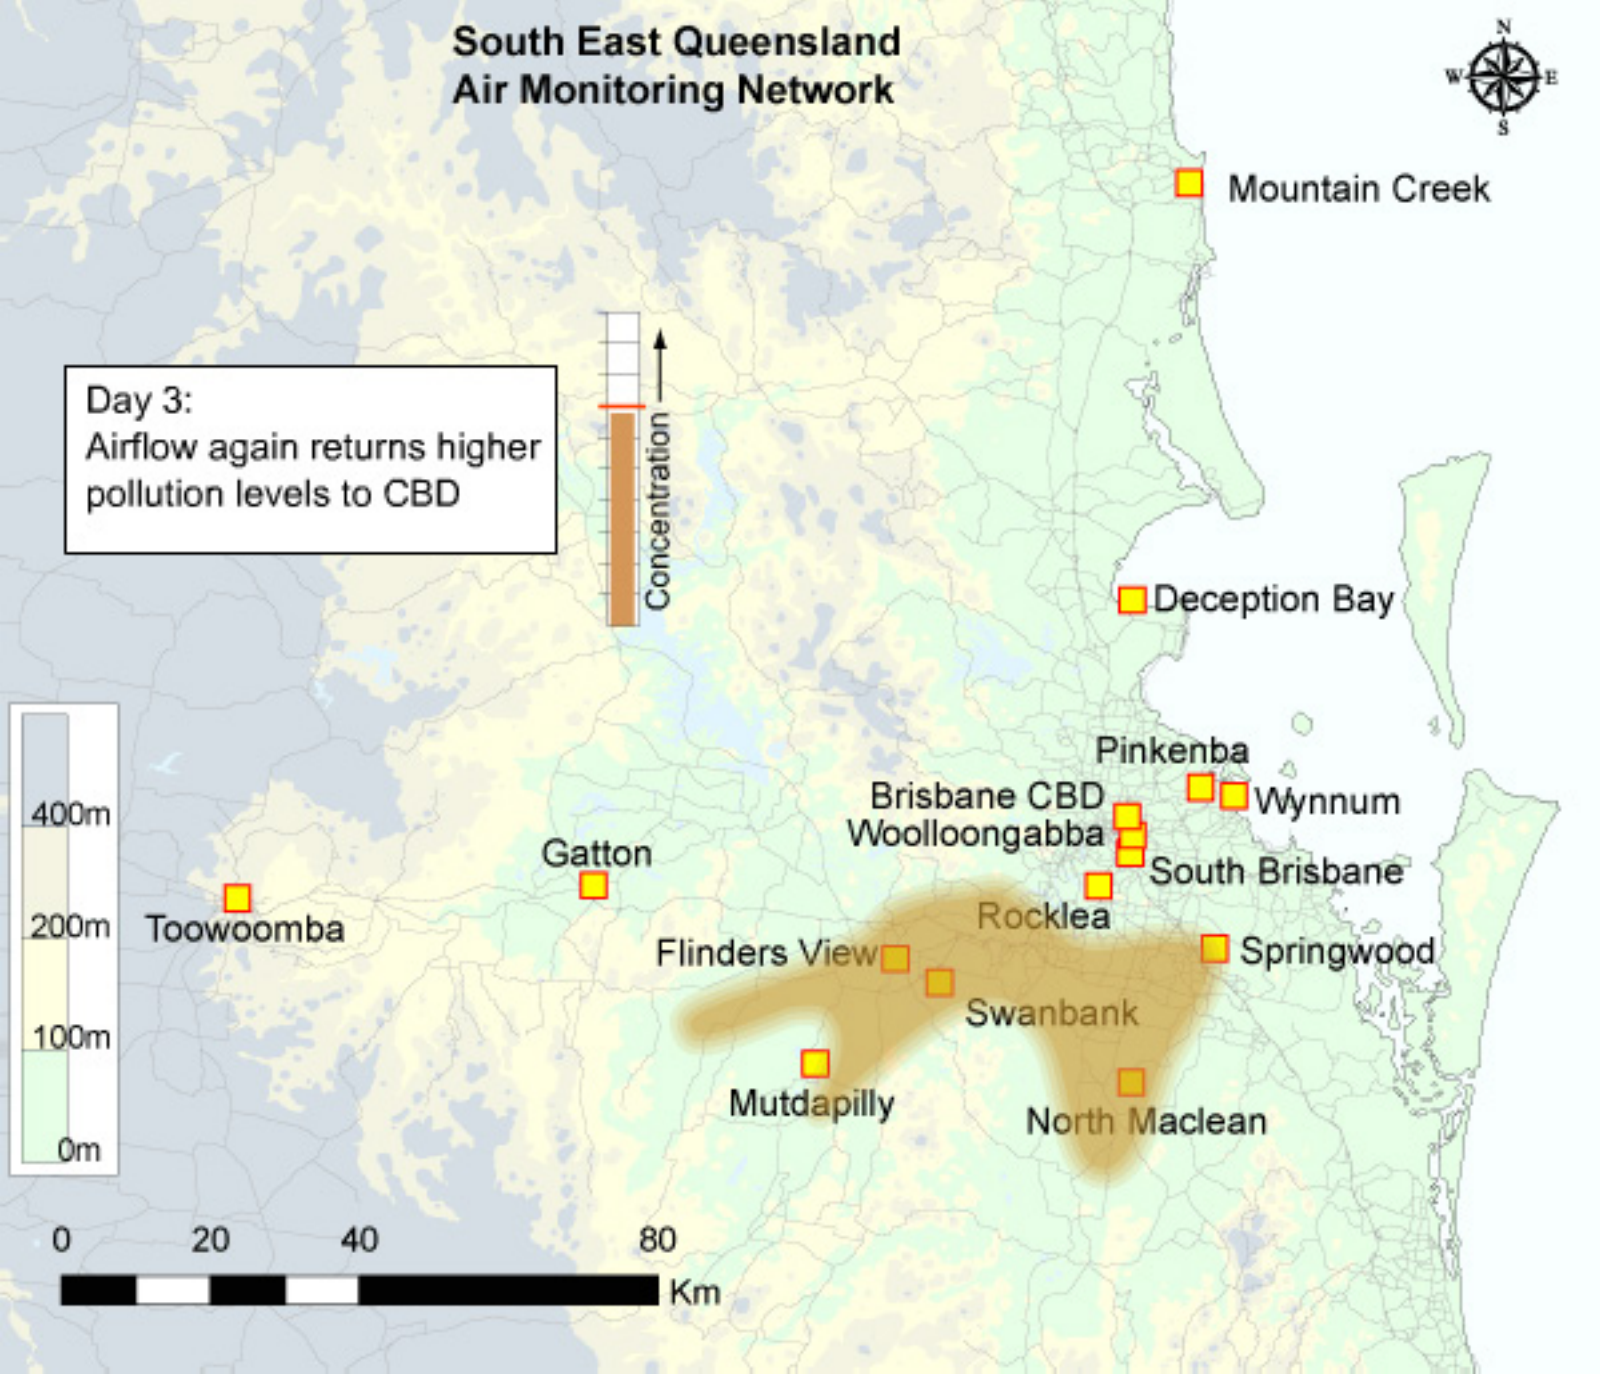 South East Queensland
Air Monitoring Network
N
W
E
S
Mountain Creek
Day 3:
Airflow again returns higher
pollution levels to CBD
Concentration
Deception Bay
Pinkenba
Brisbane CBD
Wynnum
Woolloongabba
South Brisbane
Gatton
Toowoomba
Rocklea
Flinders View
Springwood
Swanbank
Mutdapilly
North Maclean
400m
200m
100m
0m
0 20 40 80
Km